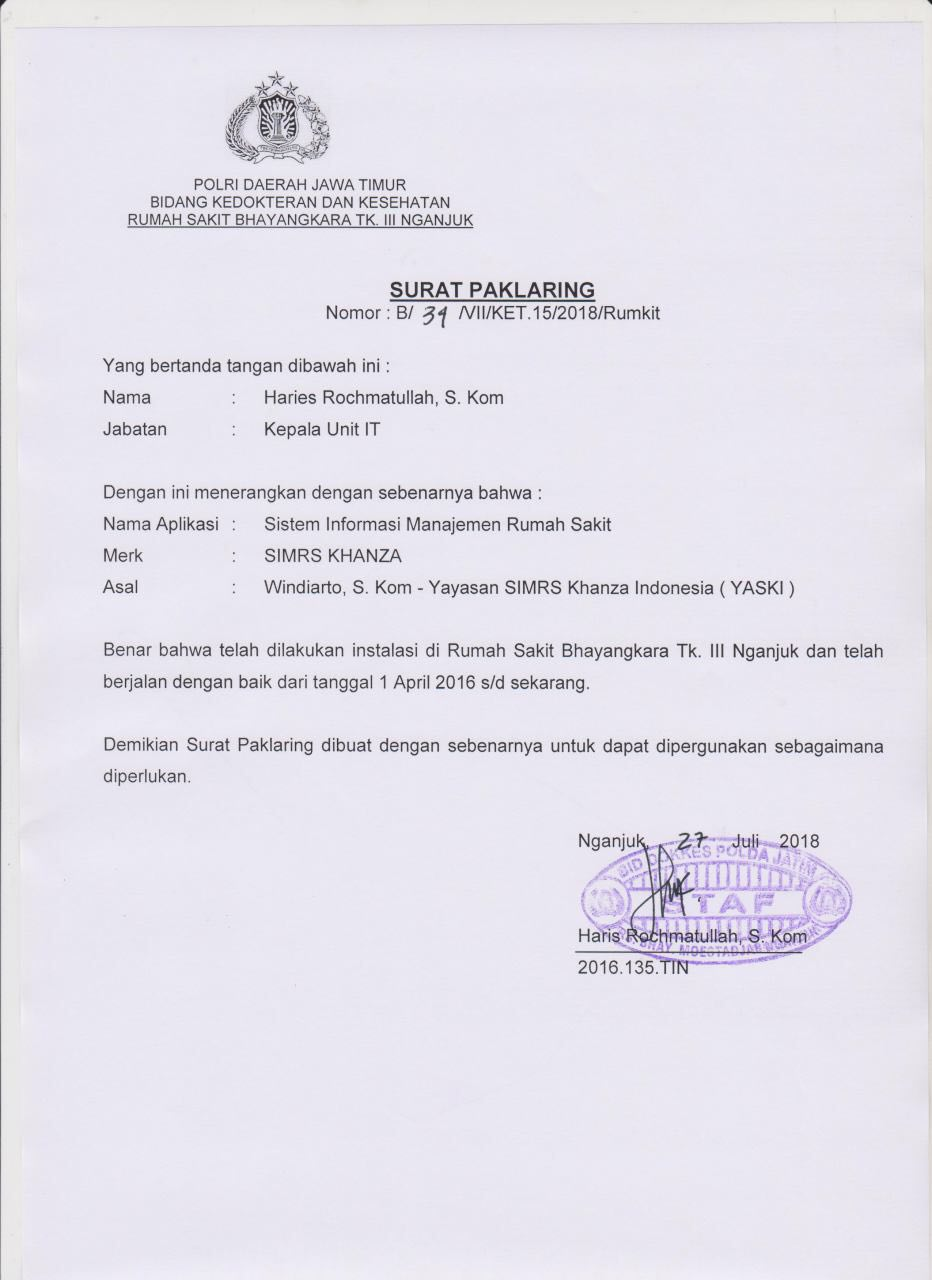 POLRI DAERAH JAWA TIMUR
BIDANG KEDOKTERAN DAN KESEHATAN
RUMAH SAKIT BHAYANGKARA TK. III NGANJUK
SURAT PAKLARING
Nomor : B/ 39 /VII/KET.15/2018/Rumkit
Yang bertanda tangan dibawah ini :
Nama : Haries Rochmatullah, S. Kom
Jabatan : Kepala Unit IT
Dengan ini menerangkan dengan sebenarnya bahwa :
Nama Aplikasi : Sistem Informasi Manajemen Rumah Sakit
Merk : SIMRS KHANZA
Asal : Windiarto, S. Kom - Yayasan SIMRS Khanza Indonesia ( YASKI )
Benar bahwa telah dilakukan instalasi di Rumah Sakit Bhayangkara Tk. III Nganjuk dan telah
berjalan dengan baik dari tanggal 1 April 2016 s/d sekarang.
Demikian Surat Paklaring dibuat dengan sebenarnya untuk dapat dipergunakan sebagaimana
diperlukan.
Nganjuk, 27 Juli 2018
BID DOKKES POLDA JATIM
STAF
BHAY MOESTADJAB NGANJUK
Haris Rochmatullah, S. Kom
2016.135.TIN